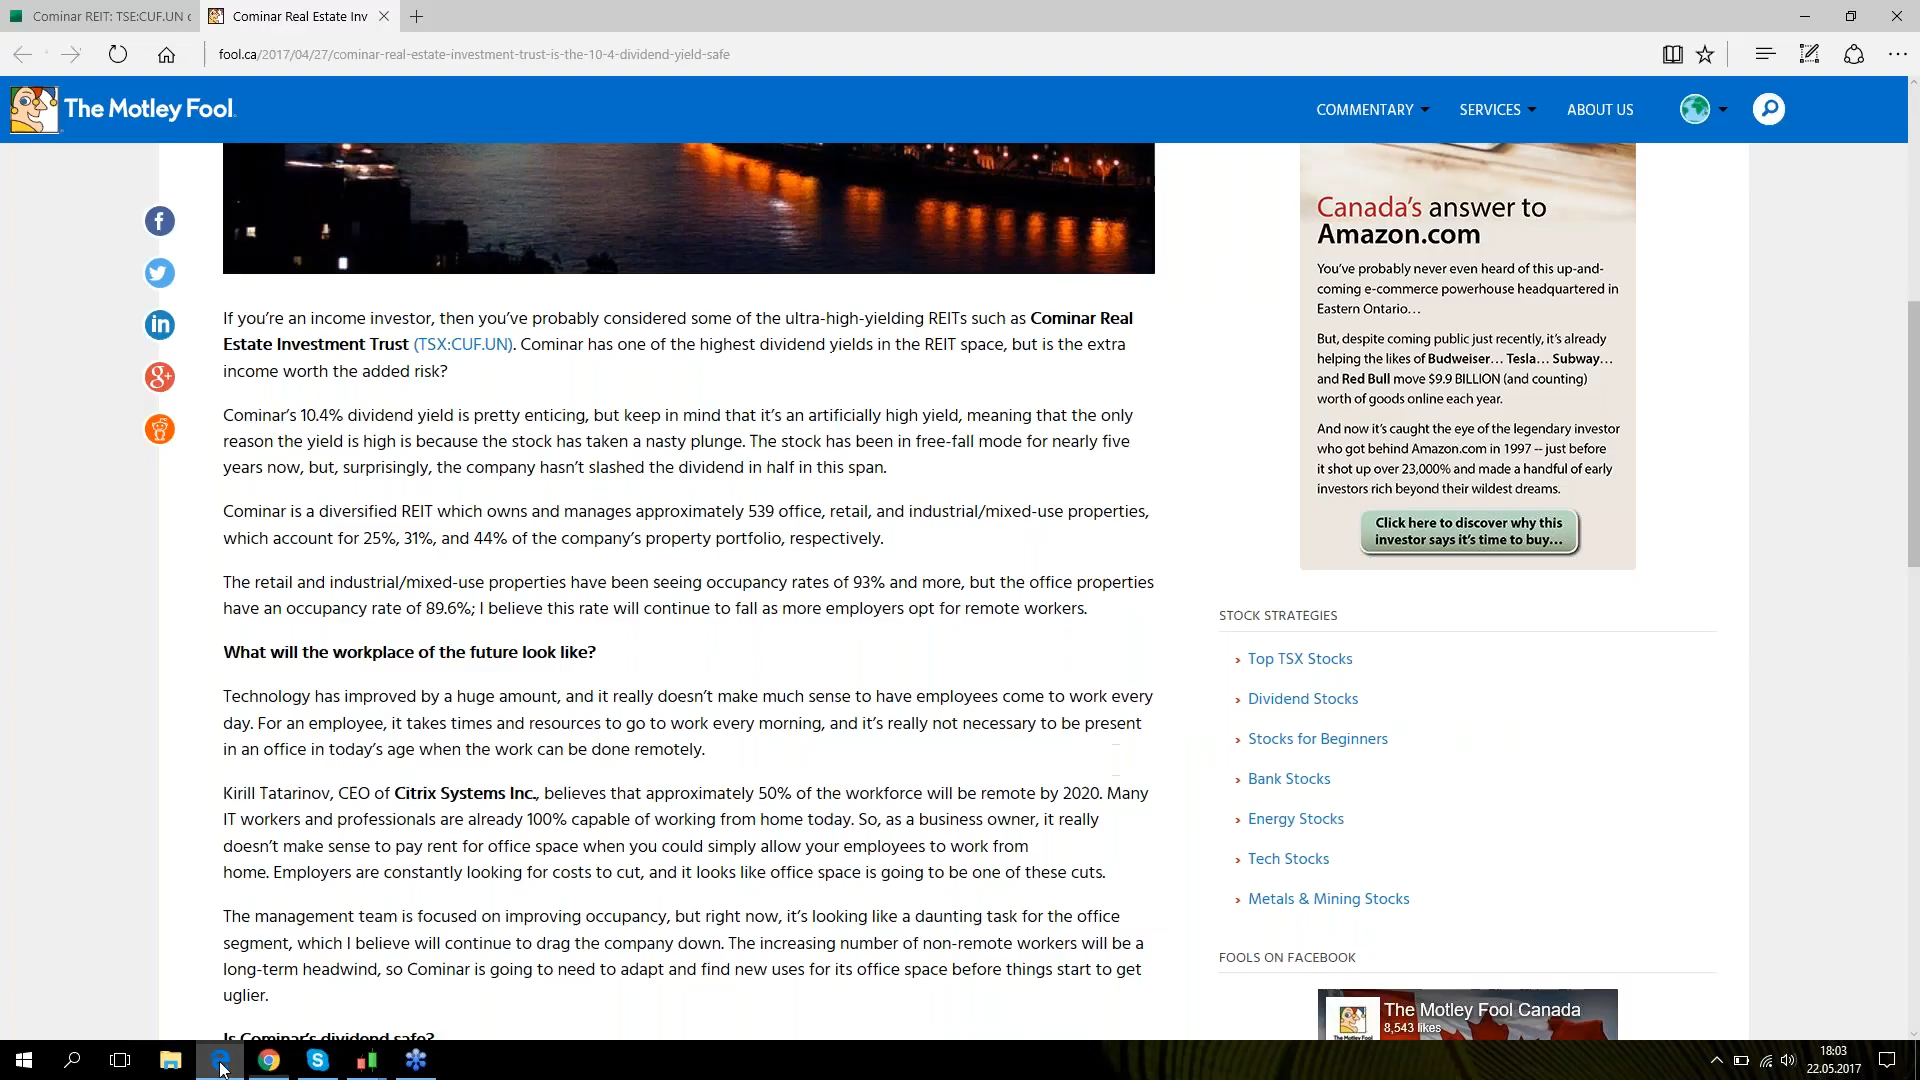 Cominar REIT: TSE:CUF.UN
Cominar Real Estate Inv
fool.ca/2017/04/27/cominar-real-estate-investment-trust-is-the-10-4-dividend-yield-safe
The Motley Fool.
COMMENTARY
SERVICES
ABOUT US
If you're an income investor, then you've probably considered some of the ultra-high-yielding REITs such as Cominar Real
Estate Investment Trust (TSX:CUF.UN). Cominar has one of the highest dividend yields in the REIT space, but is the extra
income worth the added risk?
Cominar's 10.4% dividend yield is pretty enticing, but keep in mind that it's an artificially high yield, meaning that the only
reason the yield is high is because the stock has taken a nasty plunge. The stock has been in free-fall mode for nearly five
years now, but, surprisingly, the company hasn't slashed the dividend in half in this span.
Cominar is a diversified REIT which owns and manages approximately 539 office, retail, and industrial/mixed-use properties,
which account for 25%, 31%, and 44% of the company's property portfolio, respectively.
The retail and industrial/mixed-use properties have been seeing occupancy rates of 93% and more, but the office properties
have an occupancy rate of 89.6%; I believe this rate will continue to fall as more employers opt for remote workers.
What will the workplace of the future look like?
Technology has improved by a huge amount, and it really doesn't make much sense to have employees come to work every
day. For an employee, it takes times and resources to go to work every morning, and it's really not necessary to be present
in an office in today's age when the work can be done remotely.
Kirill Tatarinov, CEO of Citrix Systems Inc., believes that approximately 50% of the workforce will be remote by 2020. Many
IT workers and professionals are already 100% capable of working from home today. So, as a business owner, it really
doesn't make sense to pay rent for office space when you could simply allow your employees to work from
home. Employers are constantly looking for costs to cut, and it looks like office space is going to be one of these cuts.
The management team is focused on improving occupancy, but right now, it's looking like a daunting task for the office
segment, which I believe will continue to drag the company down. The increasing number of non-remote workers will be a
long-term headwind, so Cominar is going to need to adapt and find new uses for its office space before things start to get
uglier.
Is Cominar's dividend safe?
Canada's answer to
Amazon.com
You've probably never even heard of this up-and-
coming e-commerce powerhouse headquartered in
Eastern Ontario...
But, despite coming public just recently, it's already
helping the likes of Budweiser... Tesla... Subway...
and Red Bull move $9.9 BILLION (and counting)
worth of goods online each year.
And now it's caught the eye of the legendary investor
who got behind Amazon.com in 1997 -- just before
it shot up over 23,000% and made a handful of early
investors rich beyond their wildest dreams.
Click here to discover why this
investor says it's time to buy...
STOCK STRATEGIES
Top TSX Stocks
Dividend Stocks
Stocks for Beginners
Bank Stocks
Energy Stocks
Tech Stocks
Metals & Mining Stocks
FOOLS ON FACEBOOK
The Motley Fool Canada
8,543 likes
18:03
22.05.2017